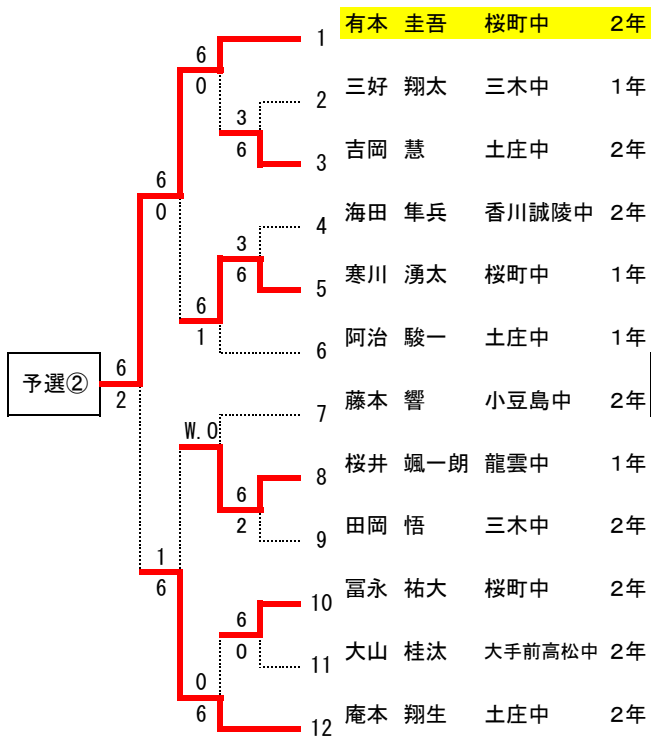 1 有本 圭吾 桜町中 2年
6
0
2 三好 翔太 三木中 1年
3
6
3 吉岡 慧 土庄中 2年
6
0
4 海田 隼兵 香川誠陵中 2年
3
6
5 寒川 湧太 桜町中 1年
6
1
6 阿治 駿一 土庄中 1年
予選②
6
2
7 藤本 響 小豆島中 2年
W.O
8 桜井 颯一朗 龍雲中 1年
6
2
9 田岡 悟 三木中 2年
1
6
10 冨永 祐大 桜町中 2年
6
0
11 大山 桂汰 大手前高松中 2年
0
6
12 庵本 翔生 土庄中 2年